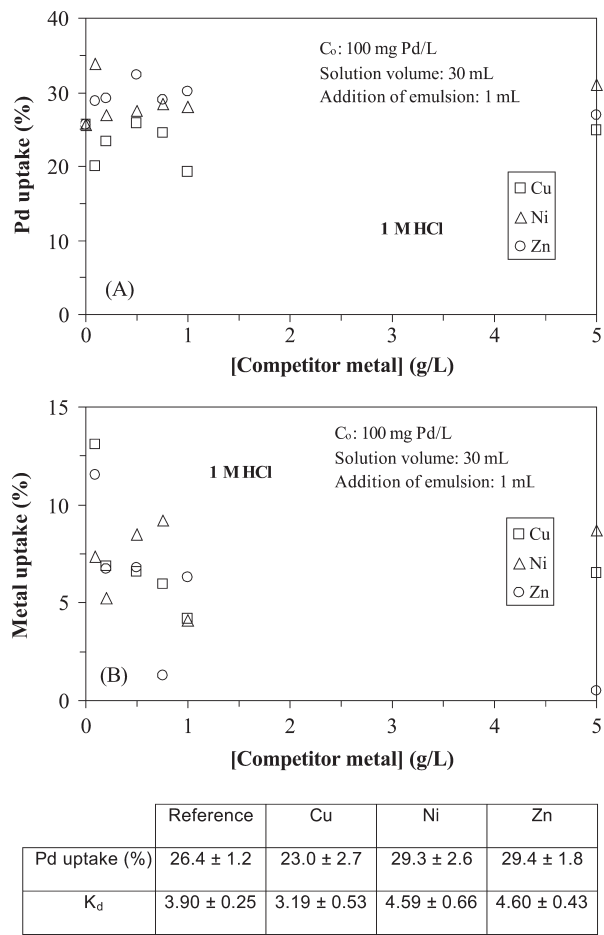 40
30
20
10
0
Pd uptake (%)
Cₒ: 100 mg Pd/L
Solution volume: 30 mL
Addition of emulsion: 1 mL
Cu
Ni
Zn
1 M HCl
(A)
0 1 2 3 4 5
[Competitor metal] (g/L)
15
10
5
0
Metal uptake (%)
Cₒ: 100 mg Pd/L
Solution volume: 30 mL
Addition of emulsion: 1 mL
1 M HCl
Cu
Ni
Zn
(B)
0 1 2 3 4 5
[Competitor metal] (g/L)
Reference Cu Ni Zn
Pd uptake (%) 26.4 ± 1.2 23.0 ± 2.7 29.3 ± 2.6 29.4 ± 1.8
K_d 3.90 ± 0.25 3.19 ± 0.53 4.59 ± 0.66 4.60 ± 0.43